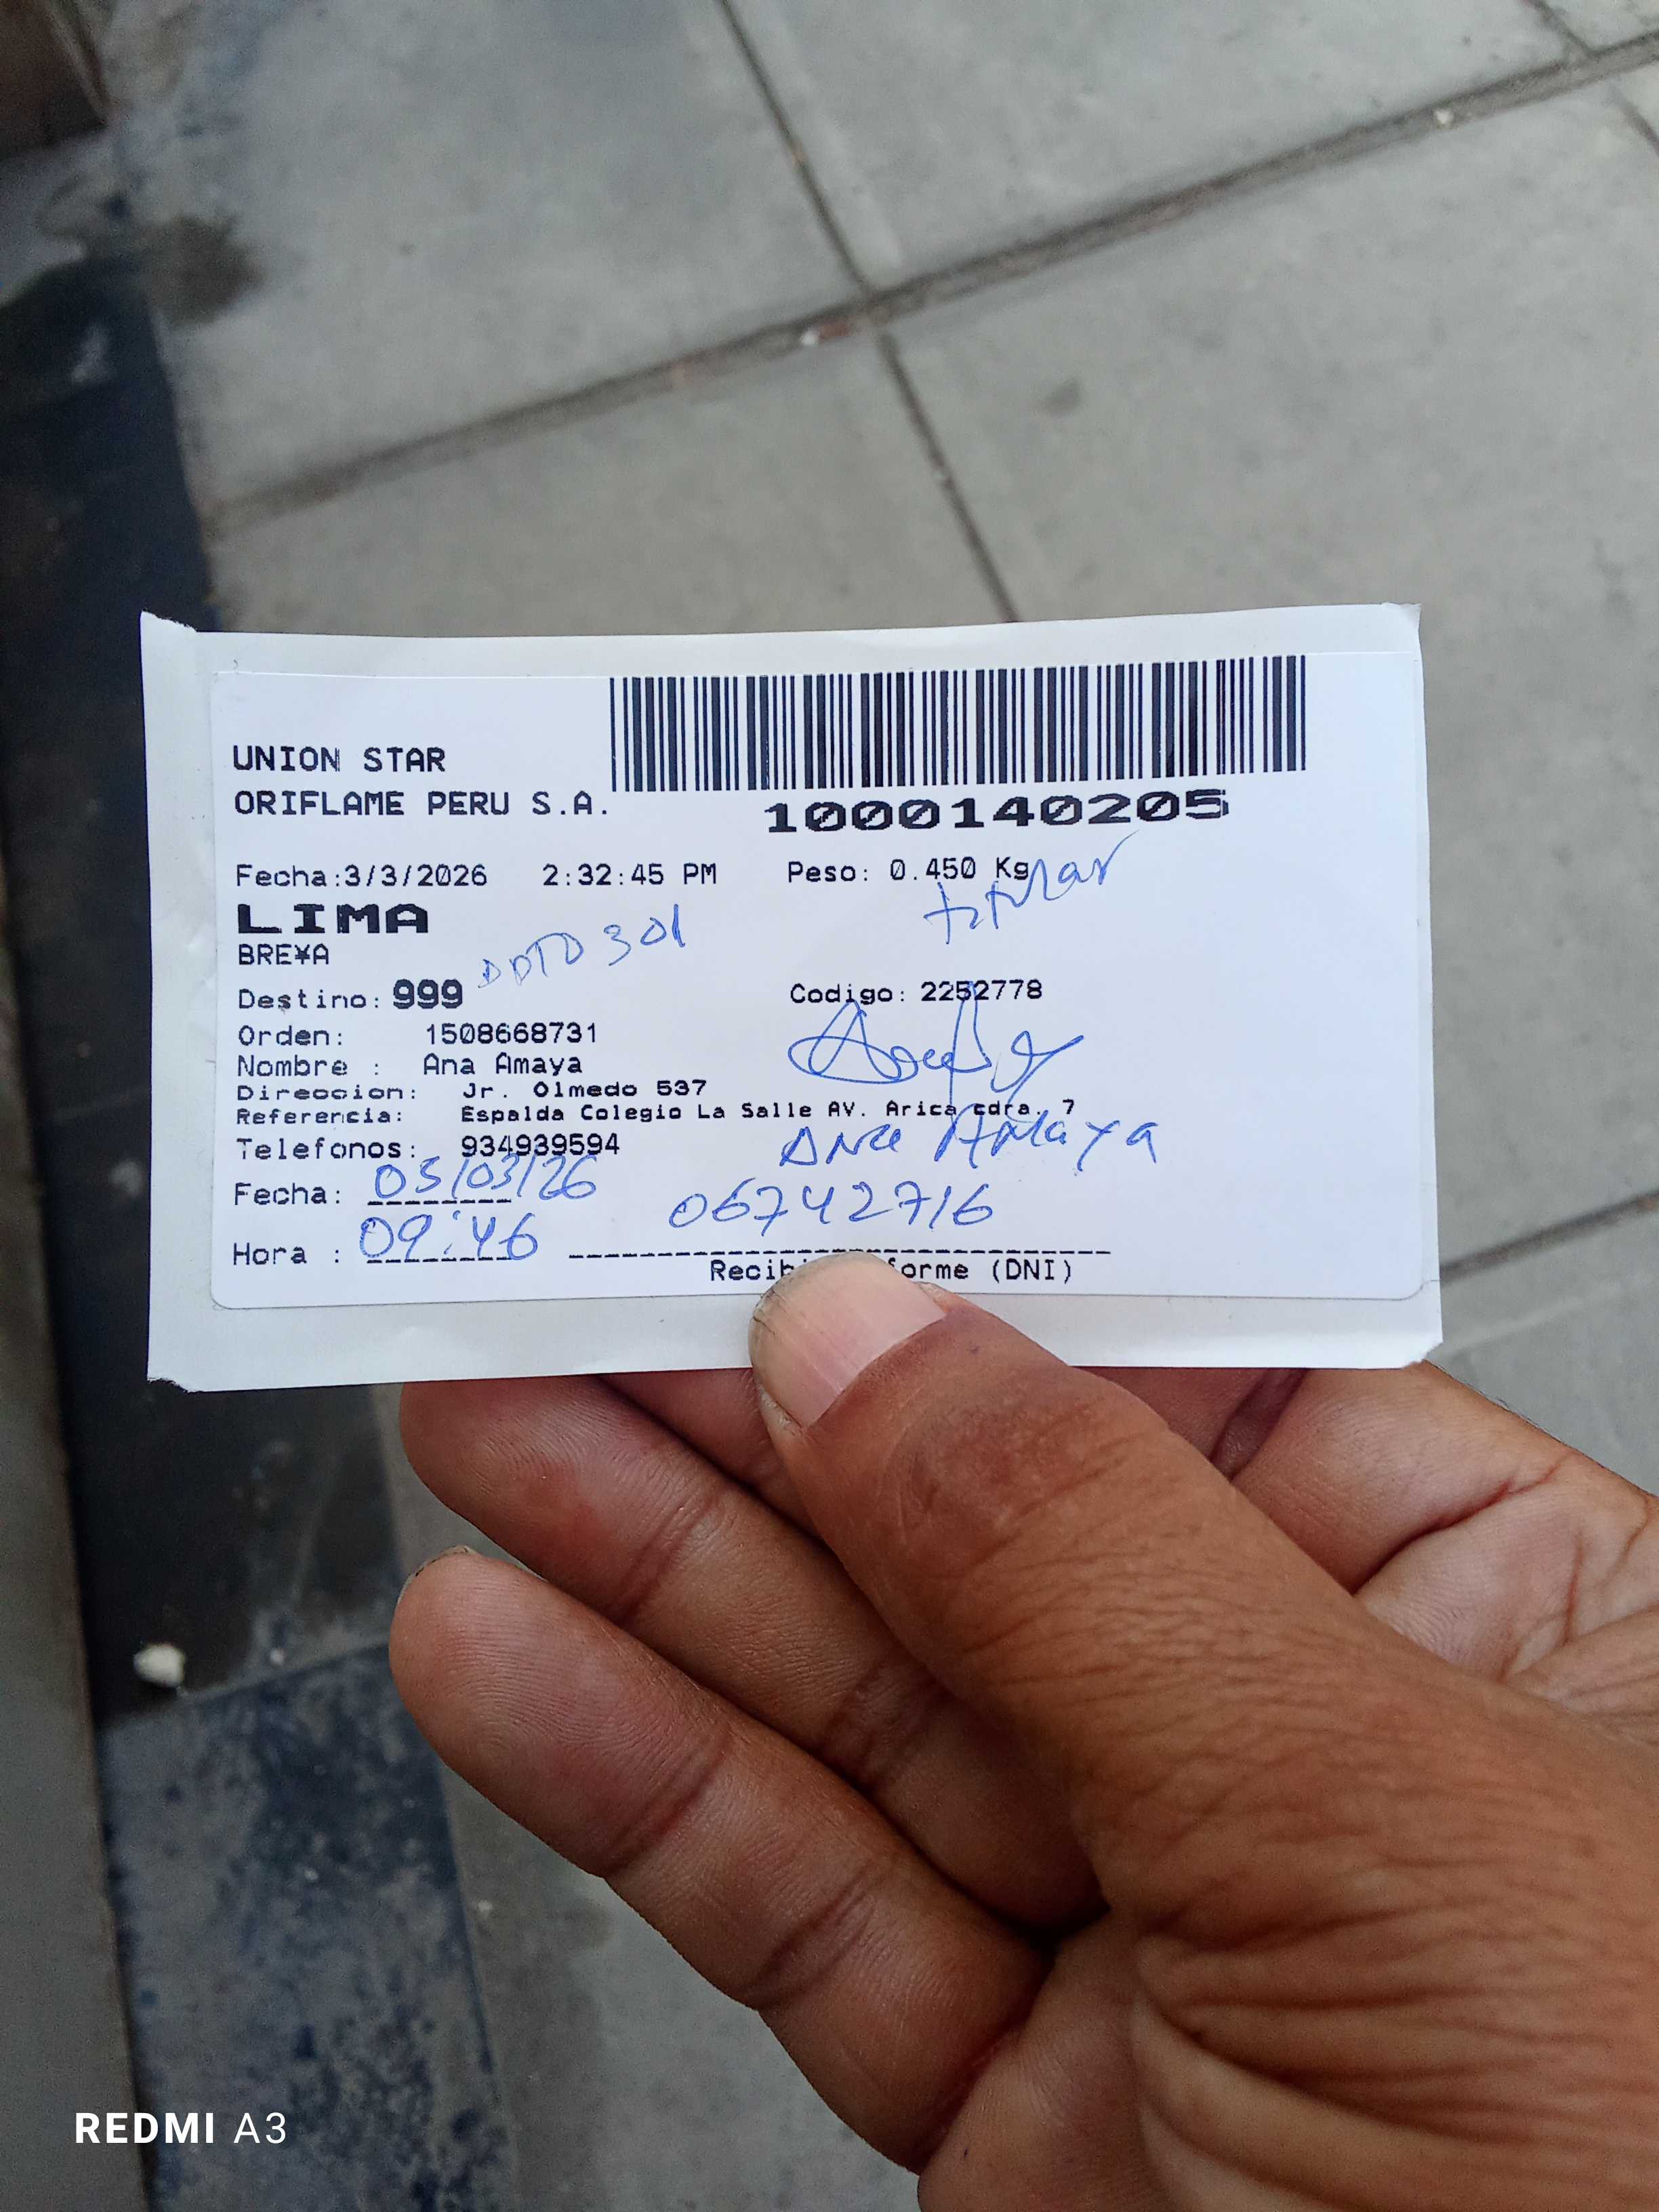 UNION STAR
ORIFLAME PERU S.A.
1000140205
Fecha:3/3/2026 2:32:45 PM Peso: 0.450 Kg
titular
LIMA
BRE¥A
DPTO 301
Destino: 999 Codigo: 2252778
Orden: 1508668731
Nombre : Ana Amaya
Direccion: Jr. Olmedo 537
Referencia: Espalda Colegio La Salle AV. Arica cdra. 7
Telefonos: 934939594
Ana Amaya
Fecha: 05/03/26
06742716
Hora : 09:46
(DNI)
REDMI A3